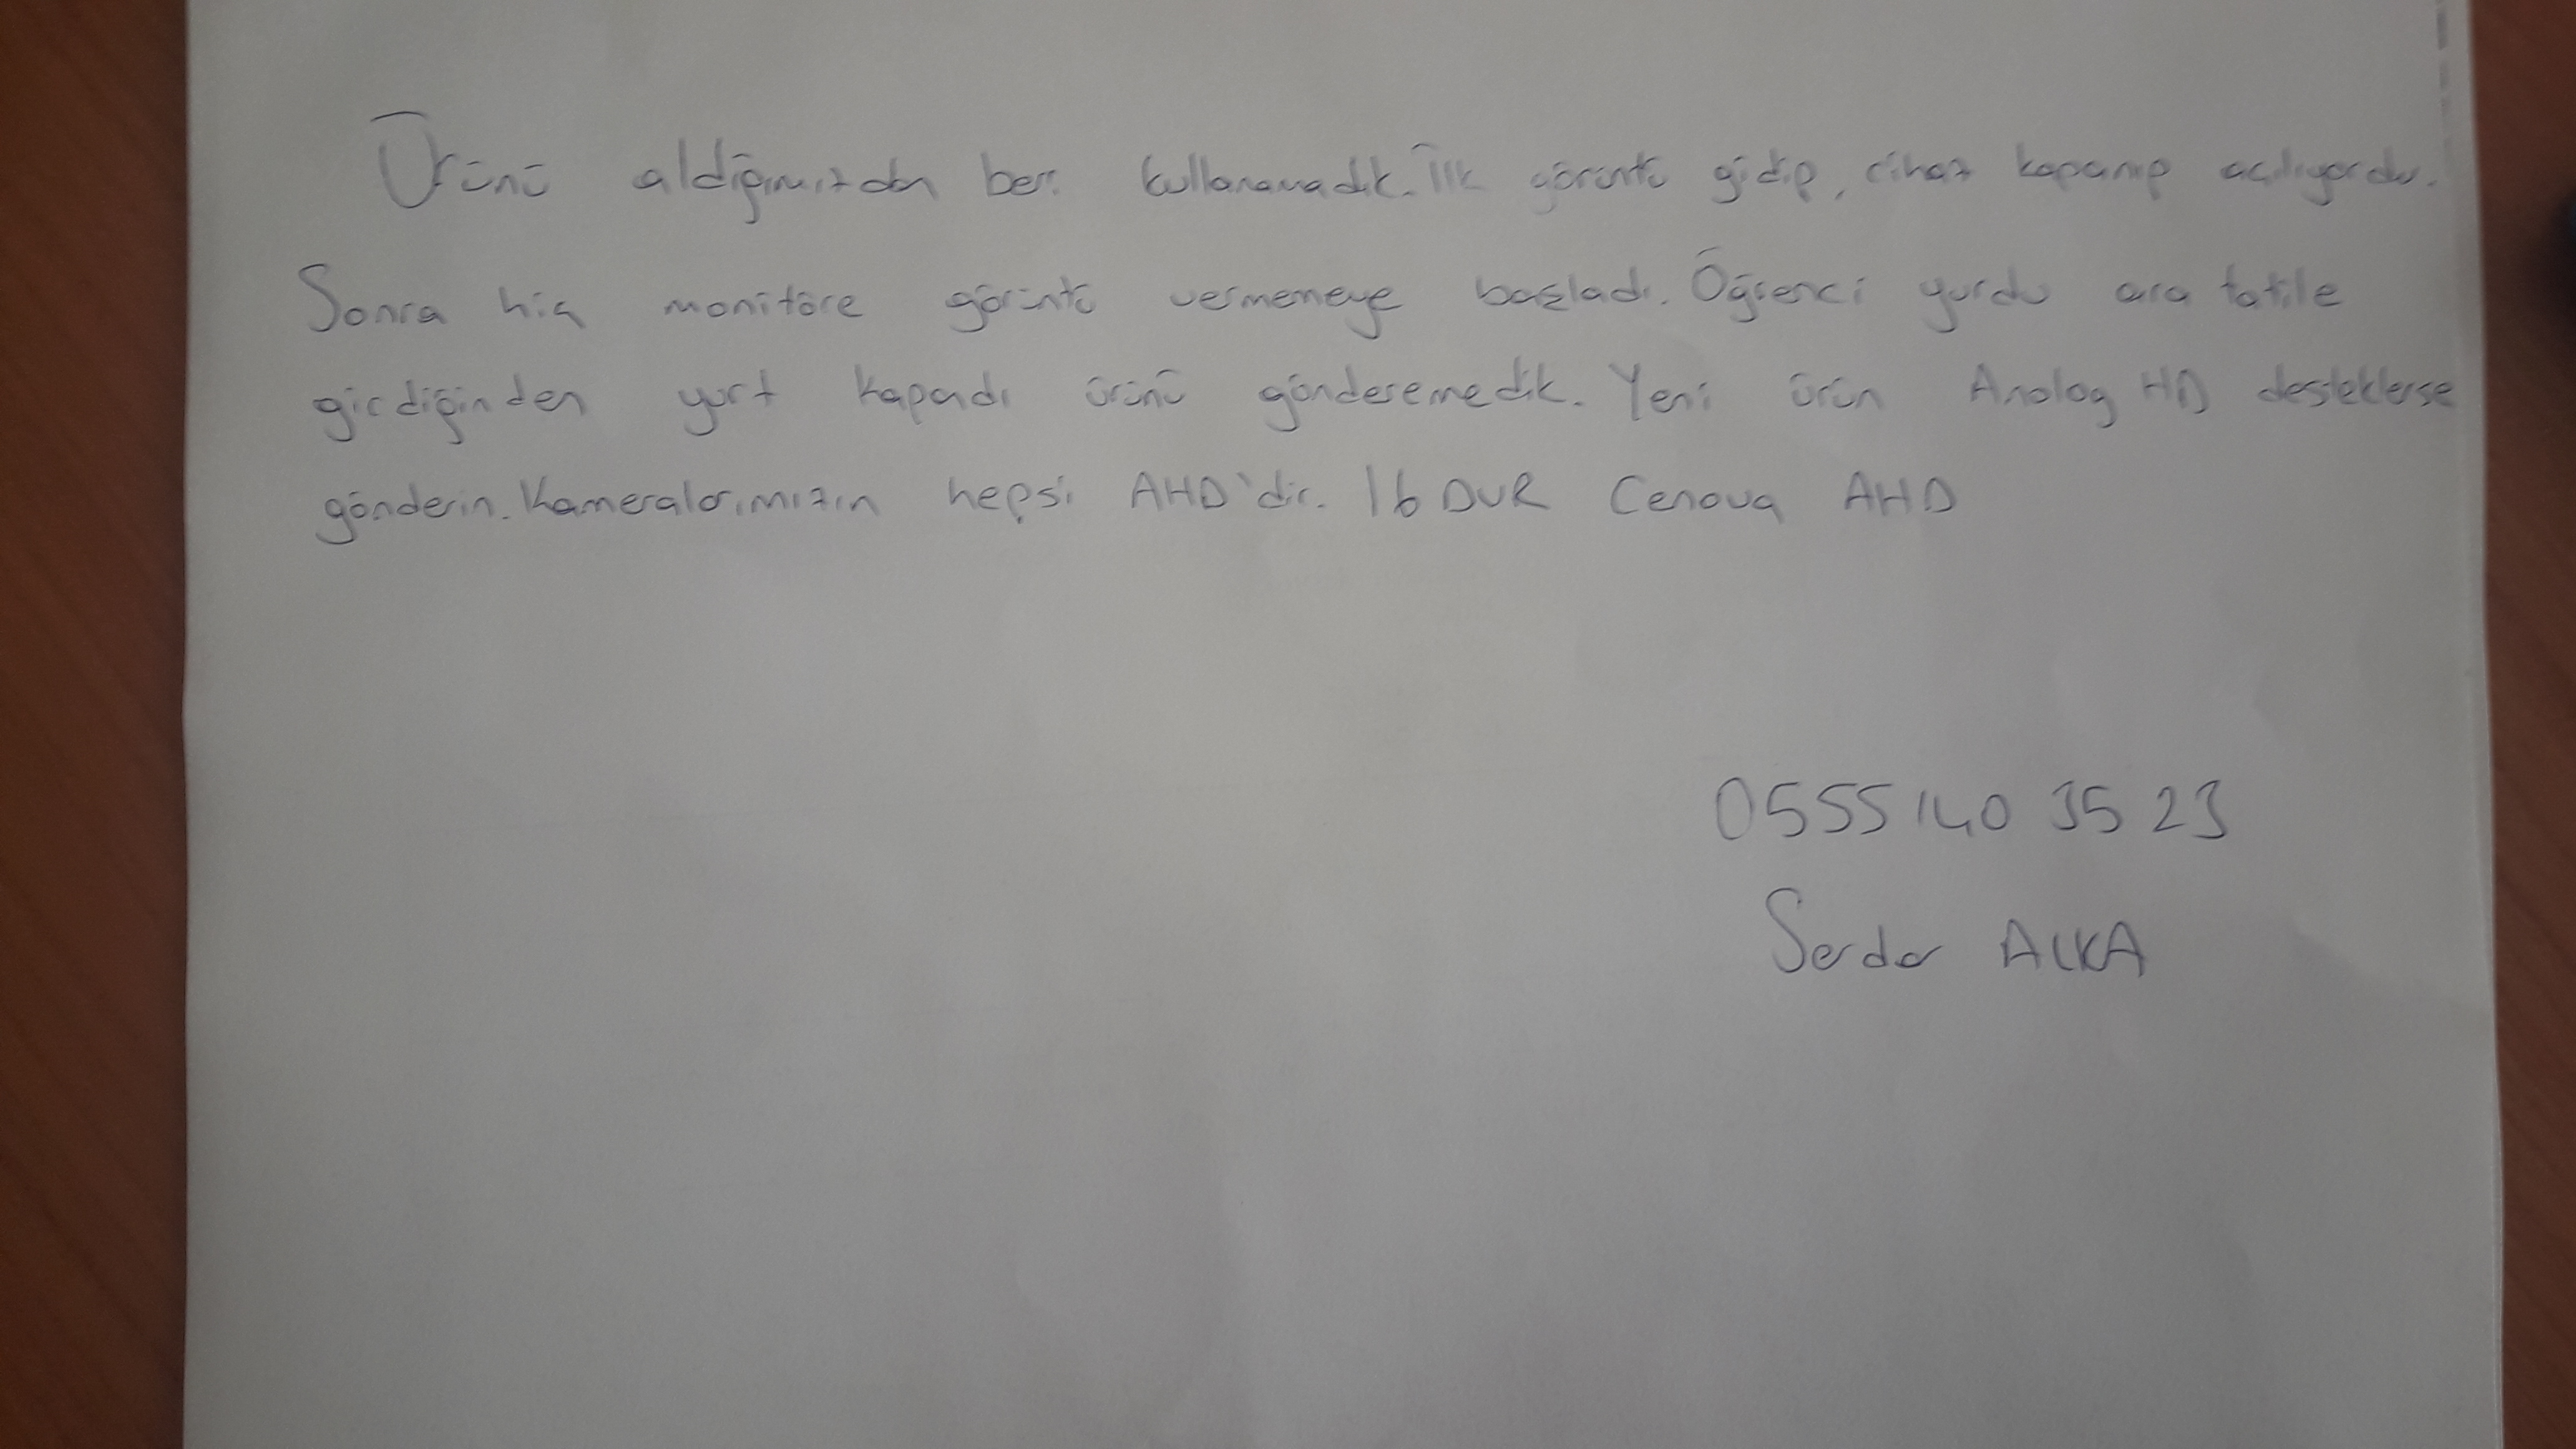 Ürünü aldığımızdan beri kullanamadık. İlk görüntü gidip, cihaz kapanıp açılıyordu.
Sonra hiç monitöre görüntü vermemeye başladı. Öğrenci yurdu ara tatile
girdiğinden yurt kapandı ürünü gönderemedik. Yeni ürün Analog HD desteklerse
gönderin. Kameralarımızın hepsi AHD'dir. 16 DVR Cenova AHD
0555 140 35 23
Serdar ALKA